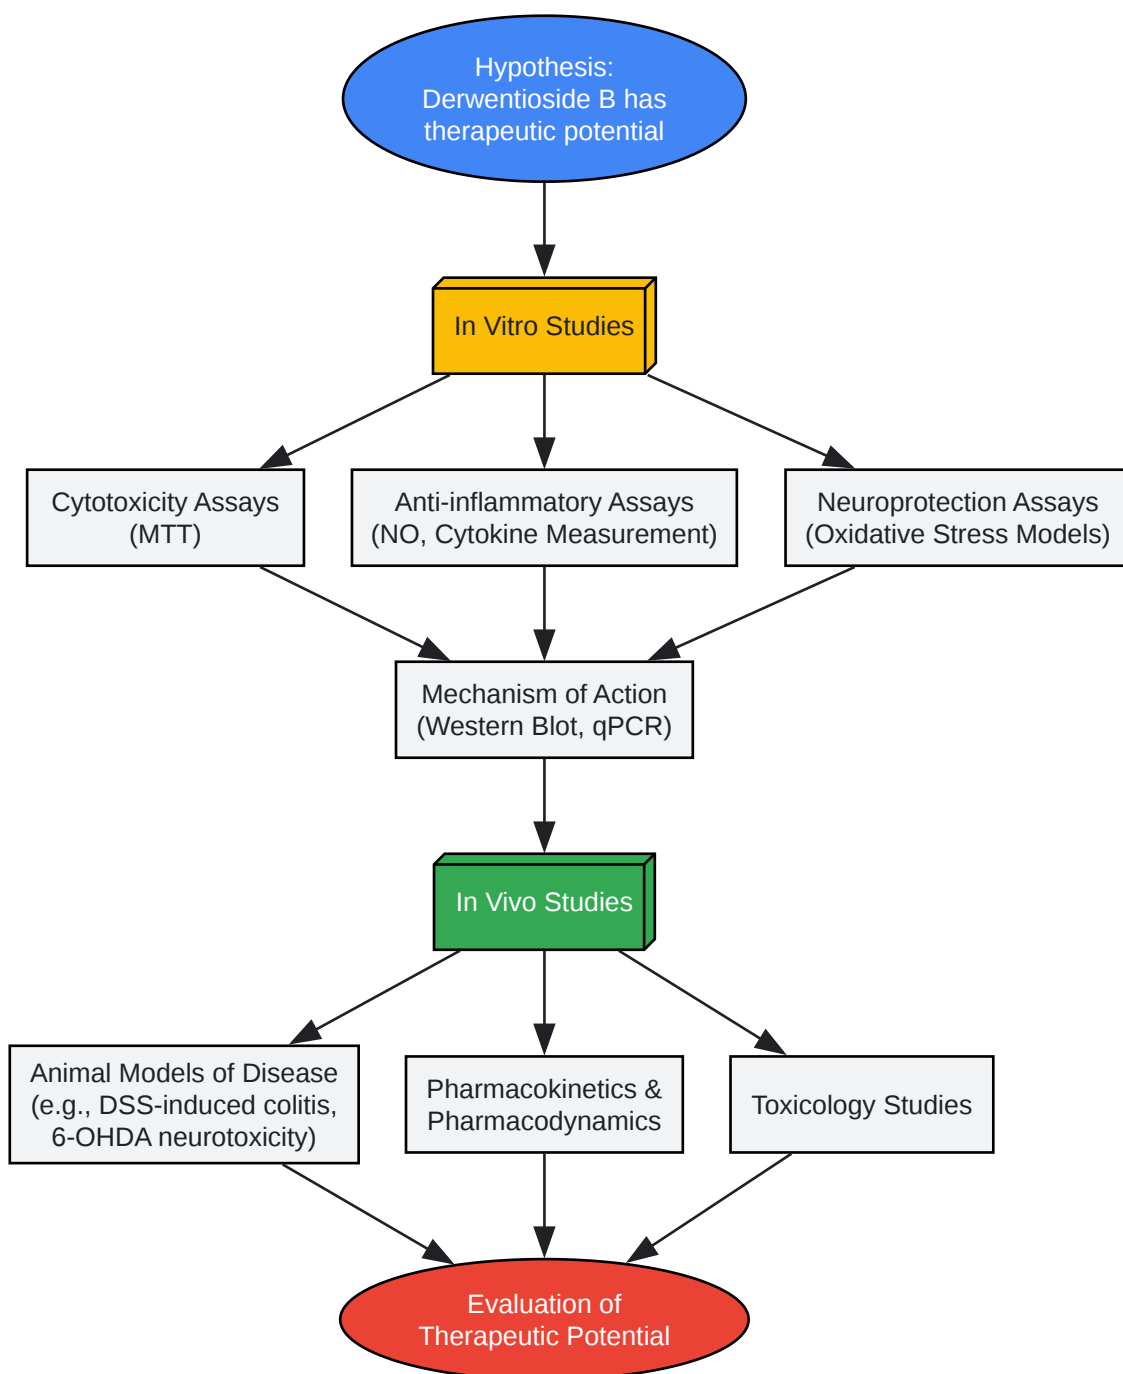 Hypothesis:
Derwentioside B has
therapeutic potential
In Vitro Studies
Cytotoxicity Assays
(MTT)
Anti-inflammatory Assays
(NO, Cytokine Measurement)
Neuroprotection Assays
(Oxidative Stress Models)
Mechanism of Action
(Western Blot, qPCR)
In Vivo Studies
Animal Models of Disease
(e.g., DSS-induced colitis,
6-OHDA neurotoxicity)
Pharmacokinetics &
Pharmacodynamics
Toxicology Studies
Evaluation of
Therapeutic Potential